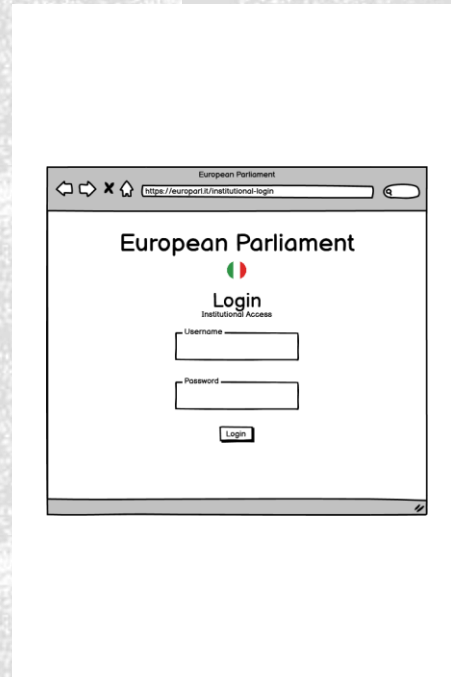 European Parliament
https://europarl.it/institutional-login
European Parliament
Login
Institutional Access
Username
Password
Login